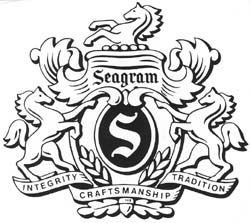 Seagram
S
INTEGRITY CRAFTSMANSHIP TRADITION